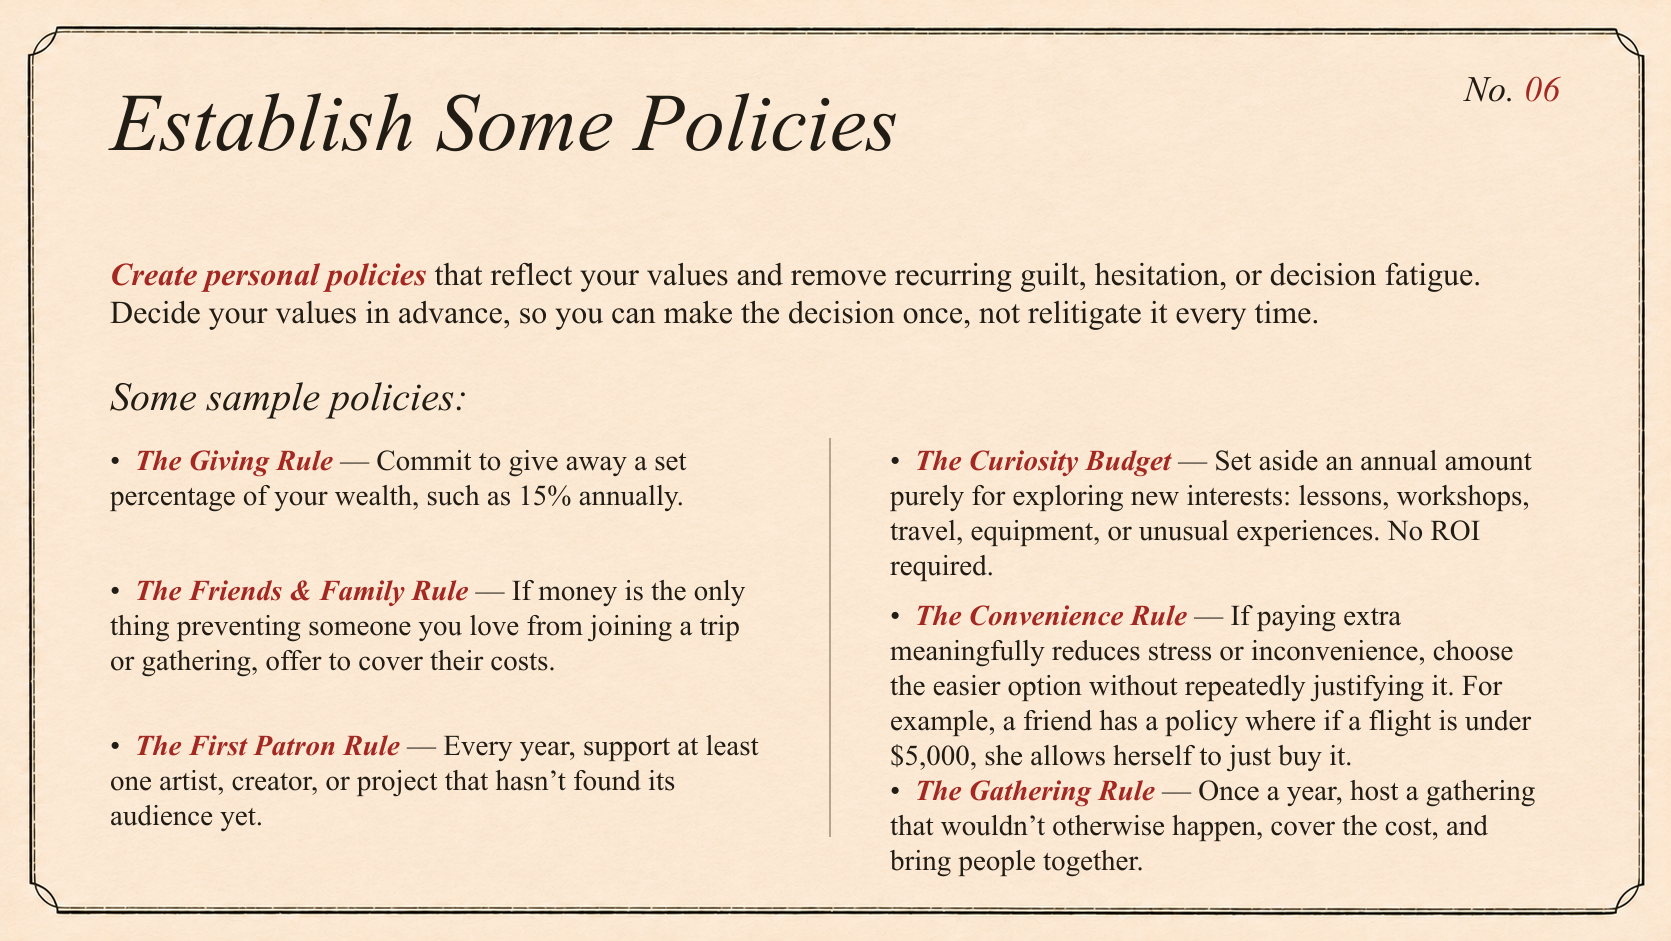 Establish Some Policies
No. 06
Create personal policies that reflect your values and remove recurring guilt, hesitation, or decision fatigue.
Decide your values in advance, so you can make the decision once, not relitigate it every time.
Some sample policies:
• The Giving Rule — Commit to give away a set
percentage of your wealth, such as 15% annually.
• The Friends & Family Rule — If money is the only
thing preventing someone you love from joining a trip
or gathering, offer to cover their costs.
• The First Patron Rule — Every year, support at least
one artist, creator, or project that hasn’t found its
audience yet.
• The Curiosity Budget — Set aside an annual amount
purely for exploring new interests: lessons, workshops,
travel, equipment, or unusual experiences. No ROI
required.
• The Convenience Rule — If paying extra
meaningfully reduces stress or inconvenience, choose
the easier option without repeatedly justifying it. For
example, a friend has a policy where if a flight is under
$5,000, she allows herself to just buy it.
• The Gathering Rule — Once a year, host a gathering
that wouldn’t otherwise happen, cover the cost, and
bring people together.